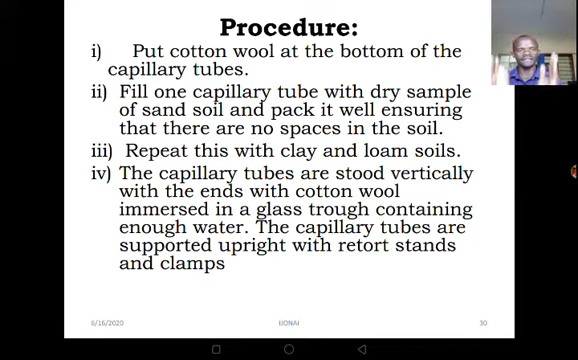 Procedure:
i) Put cotton wool at the bottom of the
capillary tubes.
ii) Fill one capillary tube with dry sample
of sand soil and pack it well ensuring
that there are no spaces in the soil.
iii) Repeat this with clay and loam soils.
iv) The capillary tubes are stood vertically
with the ends with cotton wool
immersed in a glass trough containing
enough water. The capillary tubes are
supported upright with retort stands
and clamps
6/16/2020 IJONAI 30